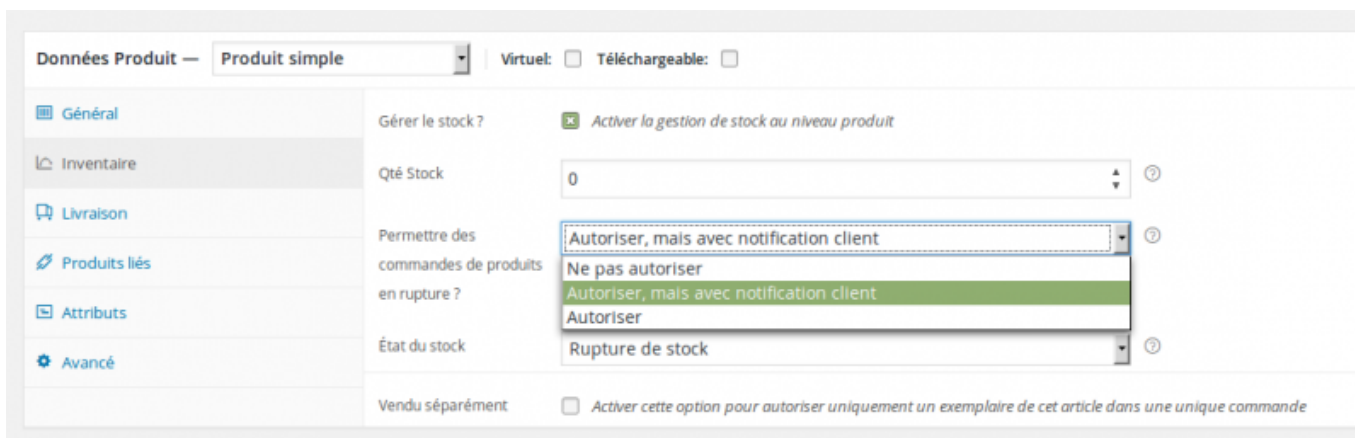 Données Produit — Produit simple Virtuel: Téléchargeable:
Général
Inventaire
Livraison
Produits liés
Attributs
Avancé
Gérer le stock ? Activer la gestion de stock au niveau produit
Qté Stock 0
Permettre des
commandes de produits
en rupture ?
Autoriser, mais avec notification client
Ne pas autoriser
Autoriser, mais avec notification client
Autoriser
État du stock Rupture de stock
Vendu séparément Activer cette option pour autoriser uniquement un exemplaire de cet article dans une unique commande